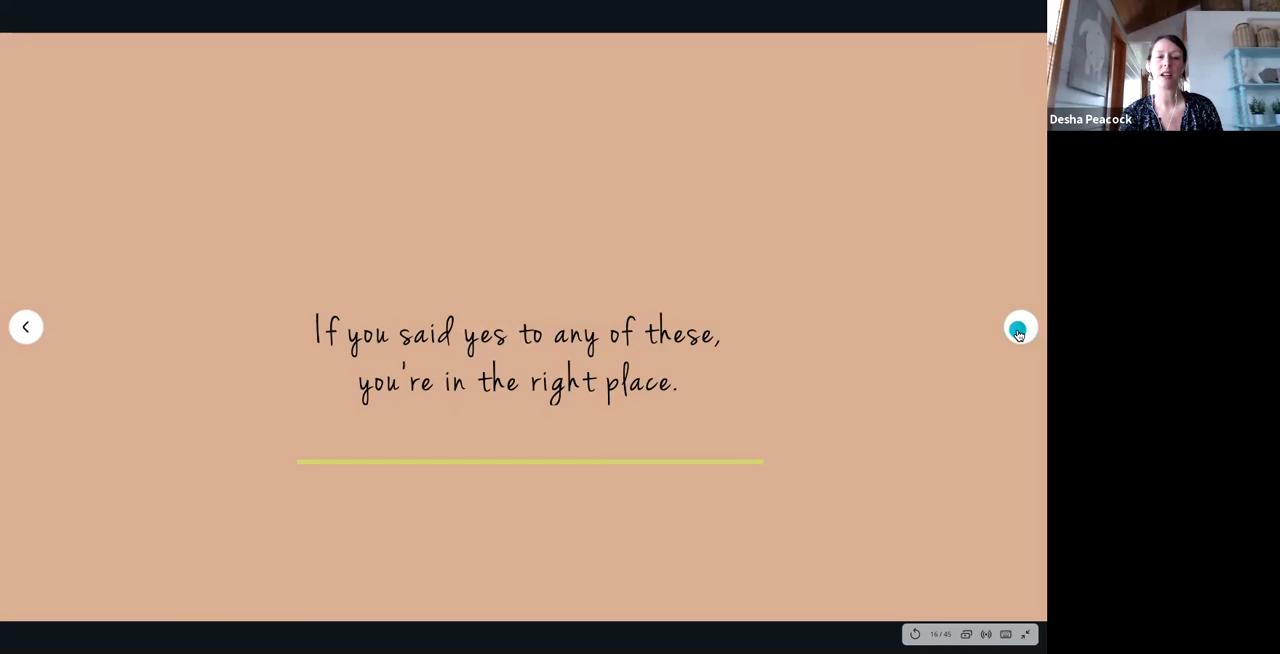 If you said yes to any of these,
you're in the right place.
Desha Peacock
16 / 45